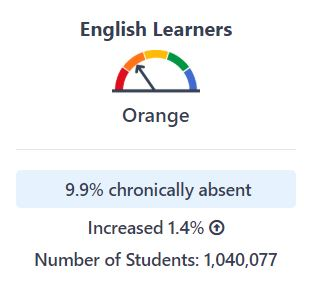 English Learners
Orange
9.9% chronically absent
Increased 1.4%
Number of Students: 1,040,077